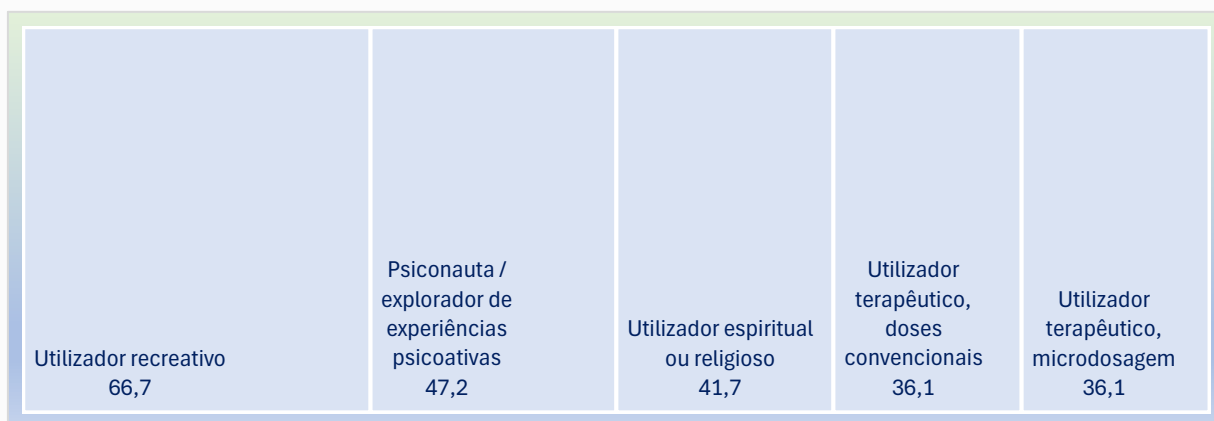 Utilizador recreativo
66,7
Psiconauta /
explorador de
experiências
psicoativas
47,2
Utilizador espiritual
ou religioso
41,7
Utilizador
terapêutico,
doses
convencionais
36,1
Utilizador
terapêutico,
microdosagem
36,1